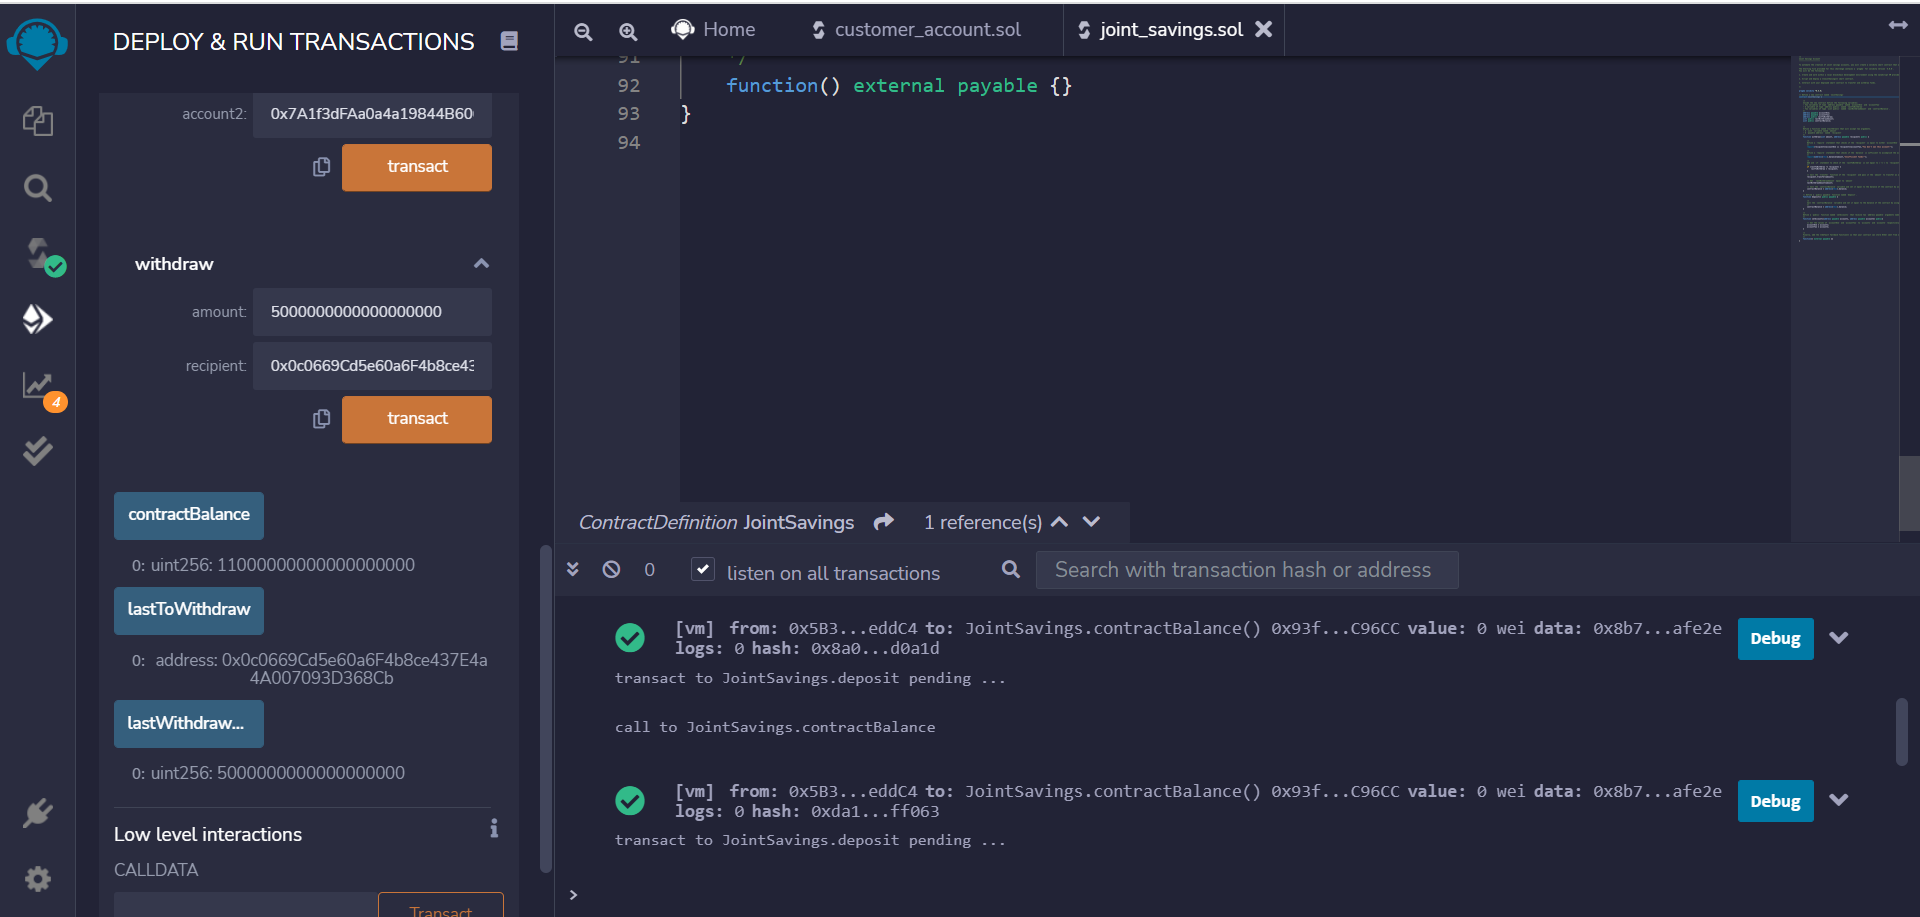 DEPLOY & RUN TRANSACTIONS
account2: 0x7A1f3dFAa0a4a19844B60
transact
withdraw
amount: 5000000000000000000
recipient: 0x0c0669Cd5e60a6F4b8ce43
transact
contractBalance
0: uint256: 11000000000000000000
lastToWithdraw
0: address: 0x0c0669Cd5e60a6F4b8ce437E4a
4A007093D368Cb
lastWithdraw...
0: uint256: 5000000000000000000
Low level interactions
CALLDATA
Transact
4
Home
customer_account.sol
joint_savings.sol
91 */
92 function() external payable {}
93 }
94
ContractDefinition JointSavings 1 reference(s)
0 listen on all transactions Search with transaction hash or address
[vm] from: 0x5B3...eddC4 to: JointSavings.contractBalance() 0x93f...C96CC value: 0 wei data: 0x8b7...afe2e
logs: 0 hash: 0x8a0...d0a1d
Debug
transact to JointSavings.deposit pending ...
call to JointSavings.contractBalance
[vm] from: 0x5B3...eddC4 to: JointSavings.contractBalance() 0x93f...C96CC value: 0 wei data: 0x8b7...afe2e
logs: 0 hash: 0xda1...ff063
Debug
transact to JointSavings.deposit pending ...
>